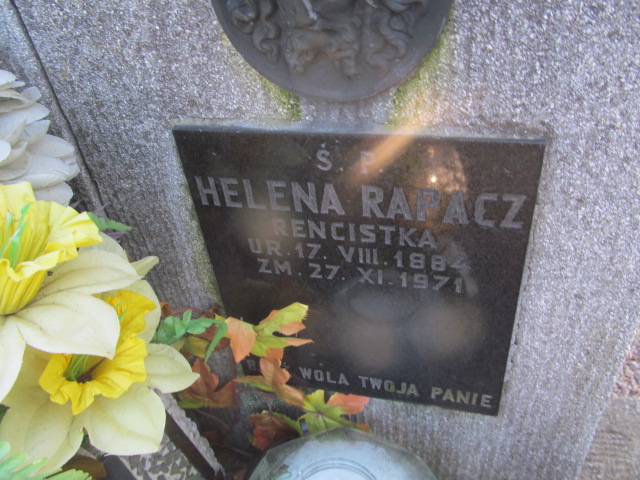 Ś. P.
HELENA RAPACZ
RENCISTKA
UR. 17. VIII. 1884
ZM. 27. XI. 1971
WOLA TWOJA PANIE